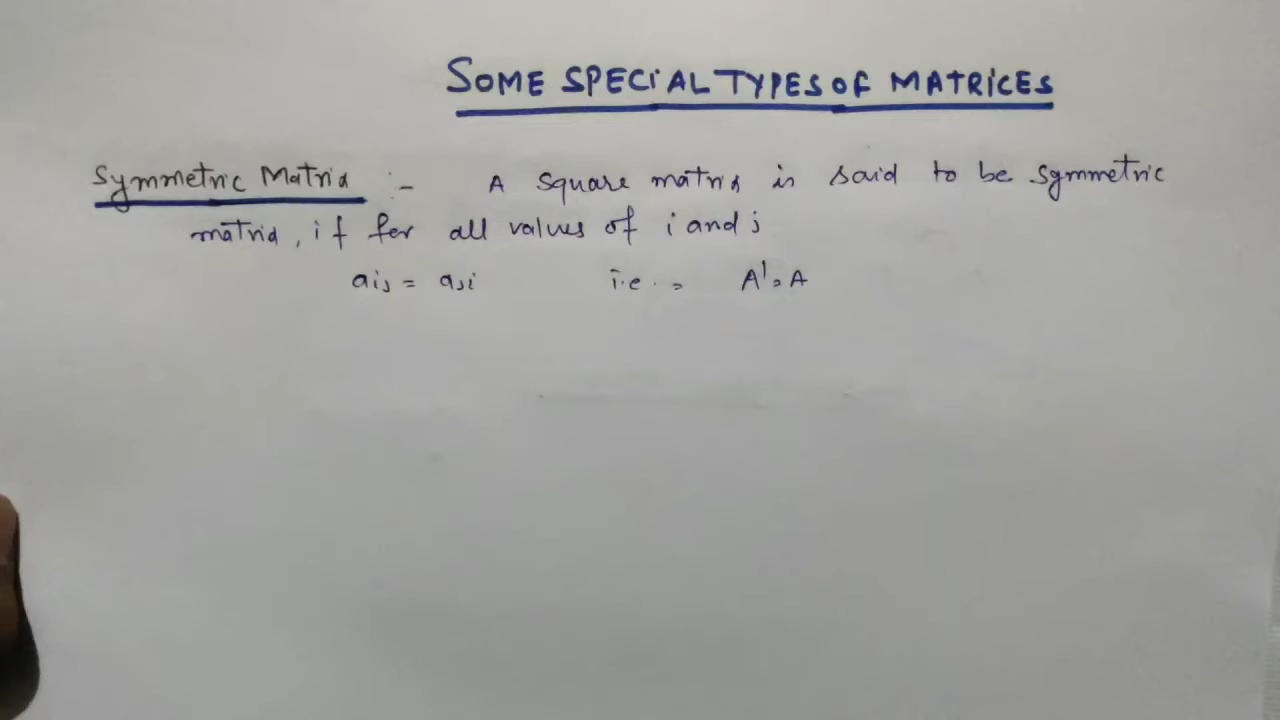 SOME SPECIAL TYPES OF MATRICES
Symmetric Matrix :- A square matrix is said to be symmetric
matrix, if for all values of i and j
aij = aji i.e. , A' = A